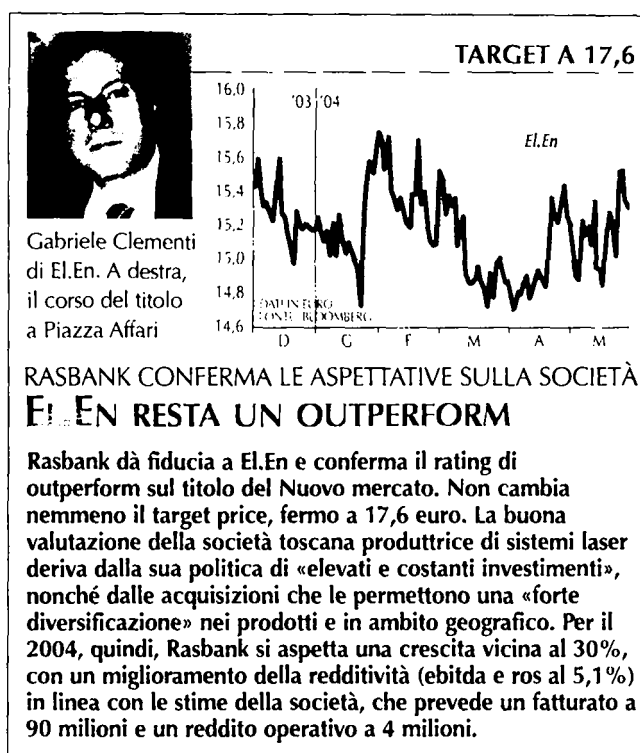 TARGET A 17,6
16,0
15,8
15,6
15,4
15,2
15,0
14,8
14,6
'03 '04
El.En
DATI IN EURO
FONTE: BLOOMBERG
D G F M A M
Gabriele Clementi
di El.En. A destra,
il corso del titolo
a Piazza Affari
RASBANK CONFERMA LE ASPETTATIVE SULLA SOCIETÀ
EL.EN RESTA UN OUTPERFORM
Rasbank dà fiducia a El.En e conferma il rating di
outperform sul titolo del Nuovo mercato. Non cambia
nemmeno il target price, fermo a 17,6 euro. La buona
valutazione della società toscana produttrice di sistemi laser
deriva dalla sua politica di «elevati e costanti investimenti»,
nonché dalle acquisizioni che le permettono una «forte
diversificazione» nei prodotti e in ambito geografico. Per il
2004, quindi, Rasbank si aspetta una crescita vicina al 30%,
con un miglioramento della redditività (ebitda e ros al 5,1%)
in linea con le stime della società, che prevede un fatturato a
90 milioni e un reddito operativo a 4 milioni.